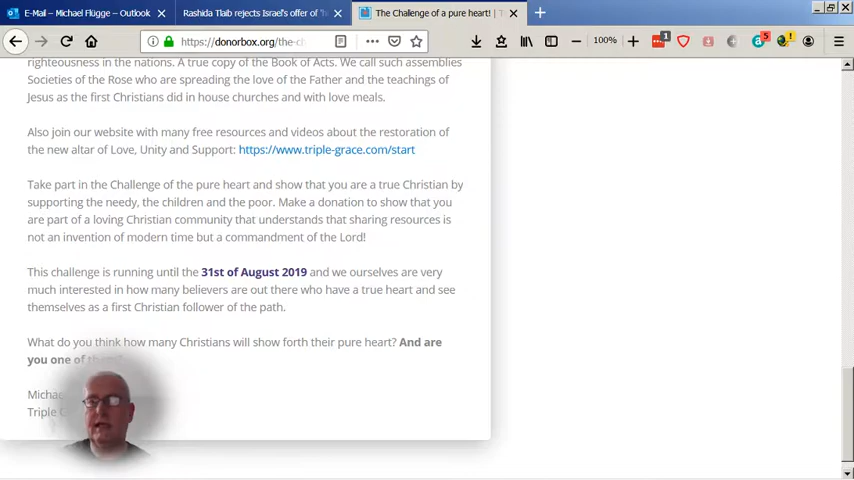 E-Mail – Michael Flügge – Outlook
Rashida Tlaib rejects Israel's offer of
The Challenge of a pure heart! | T
https://donorbox.org/the-c
100%
1
5
righteousness in the nations. A true copy of the Book of Acts. We call such assemblies
Societies of the Rose who are spreading the love of the Father and the teachings of
Jesus as the first Christians did in house churches and with love meals.
Also join our website with many free resources and videos about the restoration of
the new altar of Love, Unity and Support: https://www.triple-grace.com/start
Take part in the Challenge of the pure heart and show that you are a true Christian by
supporting the needy, the children and the poor. Make a donation to show that you
are part of a loving Christian community that understands that sharing resources is
not an invention of modern time but a commandment of the Lord!
This challenge is running until the 31st of August 2019 and we ourselves are very
much interested in how many believers are out there who have a true heart and see
themselves as a first Christian follower of the path.
What do you think how many Christians will show forth their pure heart? And are
you one of them?
Michae
Triple